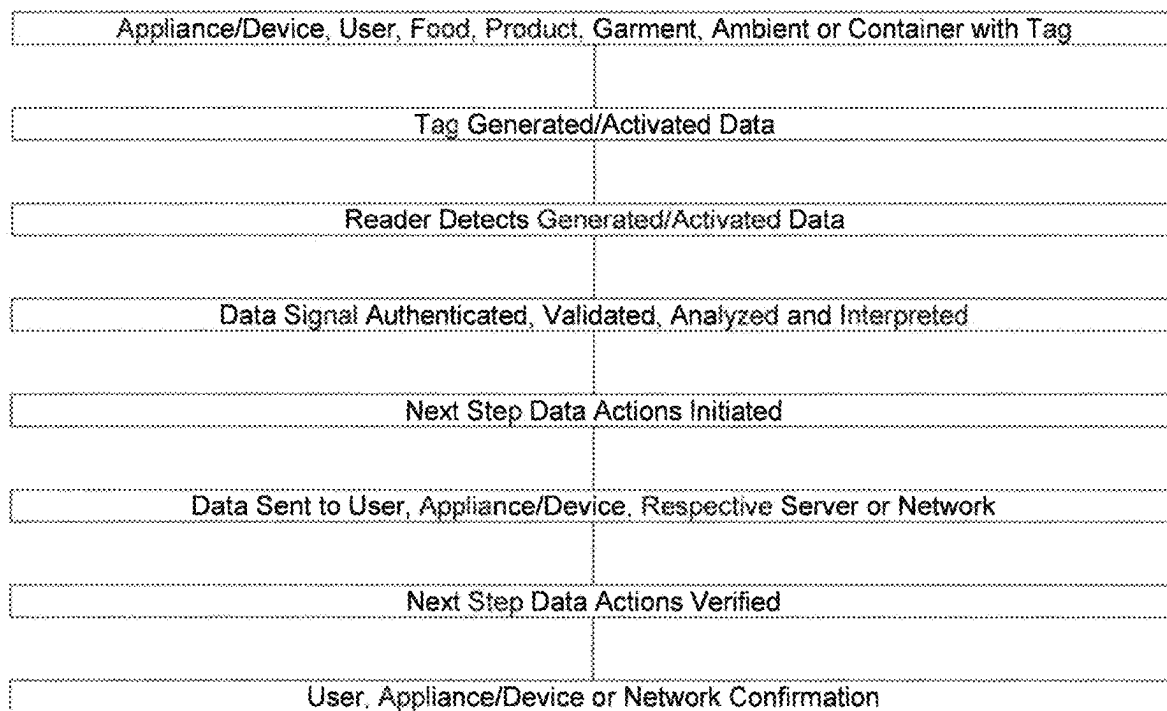 Appliance/Device, User, Food, Product, Garment, Ambient or Container with Tag
Tag Generated/Activated Data
Reader Detects Generated/Activated Data
Data Signal Authenticated, Validated, Analyzed and Interpreted
Next Step Data Actions Initiated
Data Sent to User, Appliance/Device, Respective Server or Network
Next Step Data Actions Verified
User, Appliance/Device or Network Confirmation